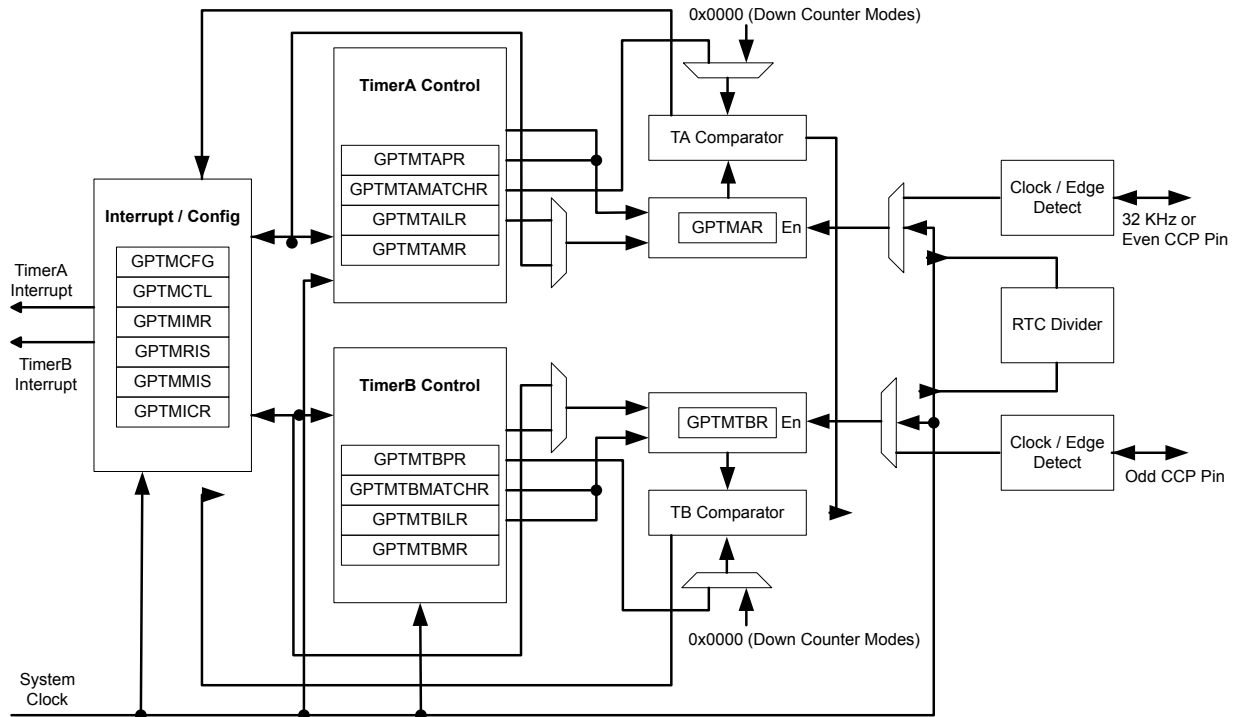 0x0000 (Down Counter Modes)
TimerA Control
TA Comparator
GPTMTAPR
GPTMTAMATCHR
GPTMTAILR
GPTMTAMR
Clock / Edge
Detect
32 KHz or
Even CCP Pin
Interrupt / Config
GPTMCFG
GPTMCTL
GPTMIMR
GPTMRIS
GPTMMIS
GPTMICR
GPTMAR
En
TimerA
Interrupt
TimerB
Interrupt
RTC Divider
TimerB Control
GPTMTBPR
GPTMTBMATCHR
GPTMTBILR
GPTMTBMR
GPTMTBR
En
Clock / Edge
Detect
Odd CCP Pin
TB Comparator
0x0000 (Down Counter Modes)
System
Clock